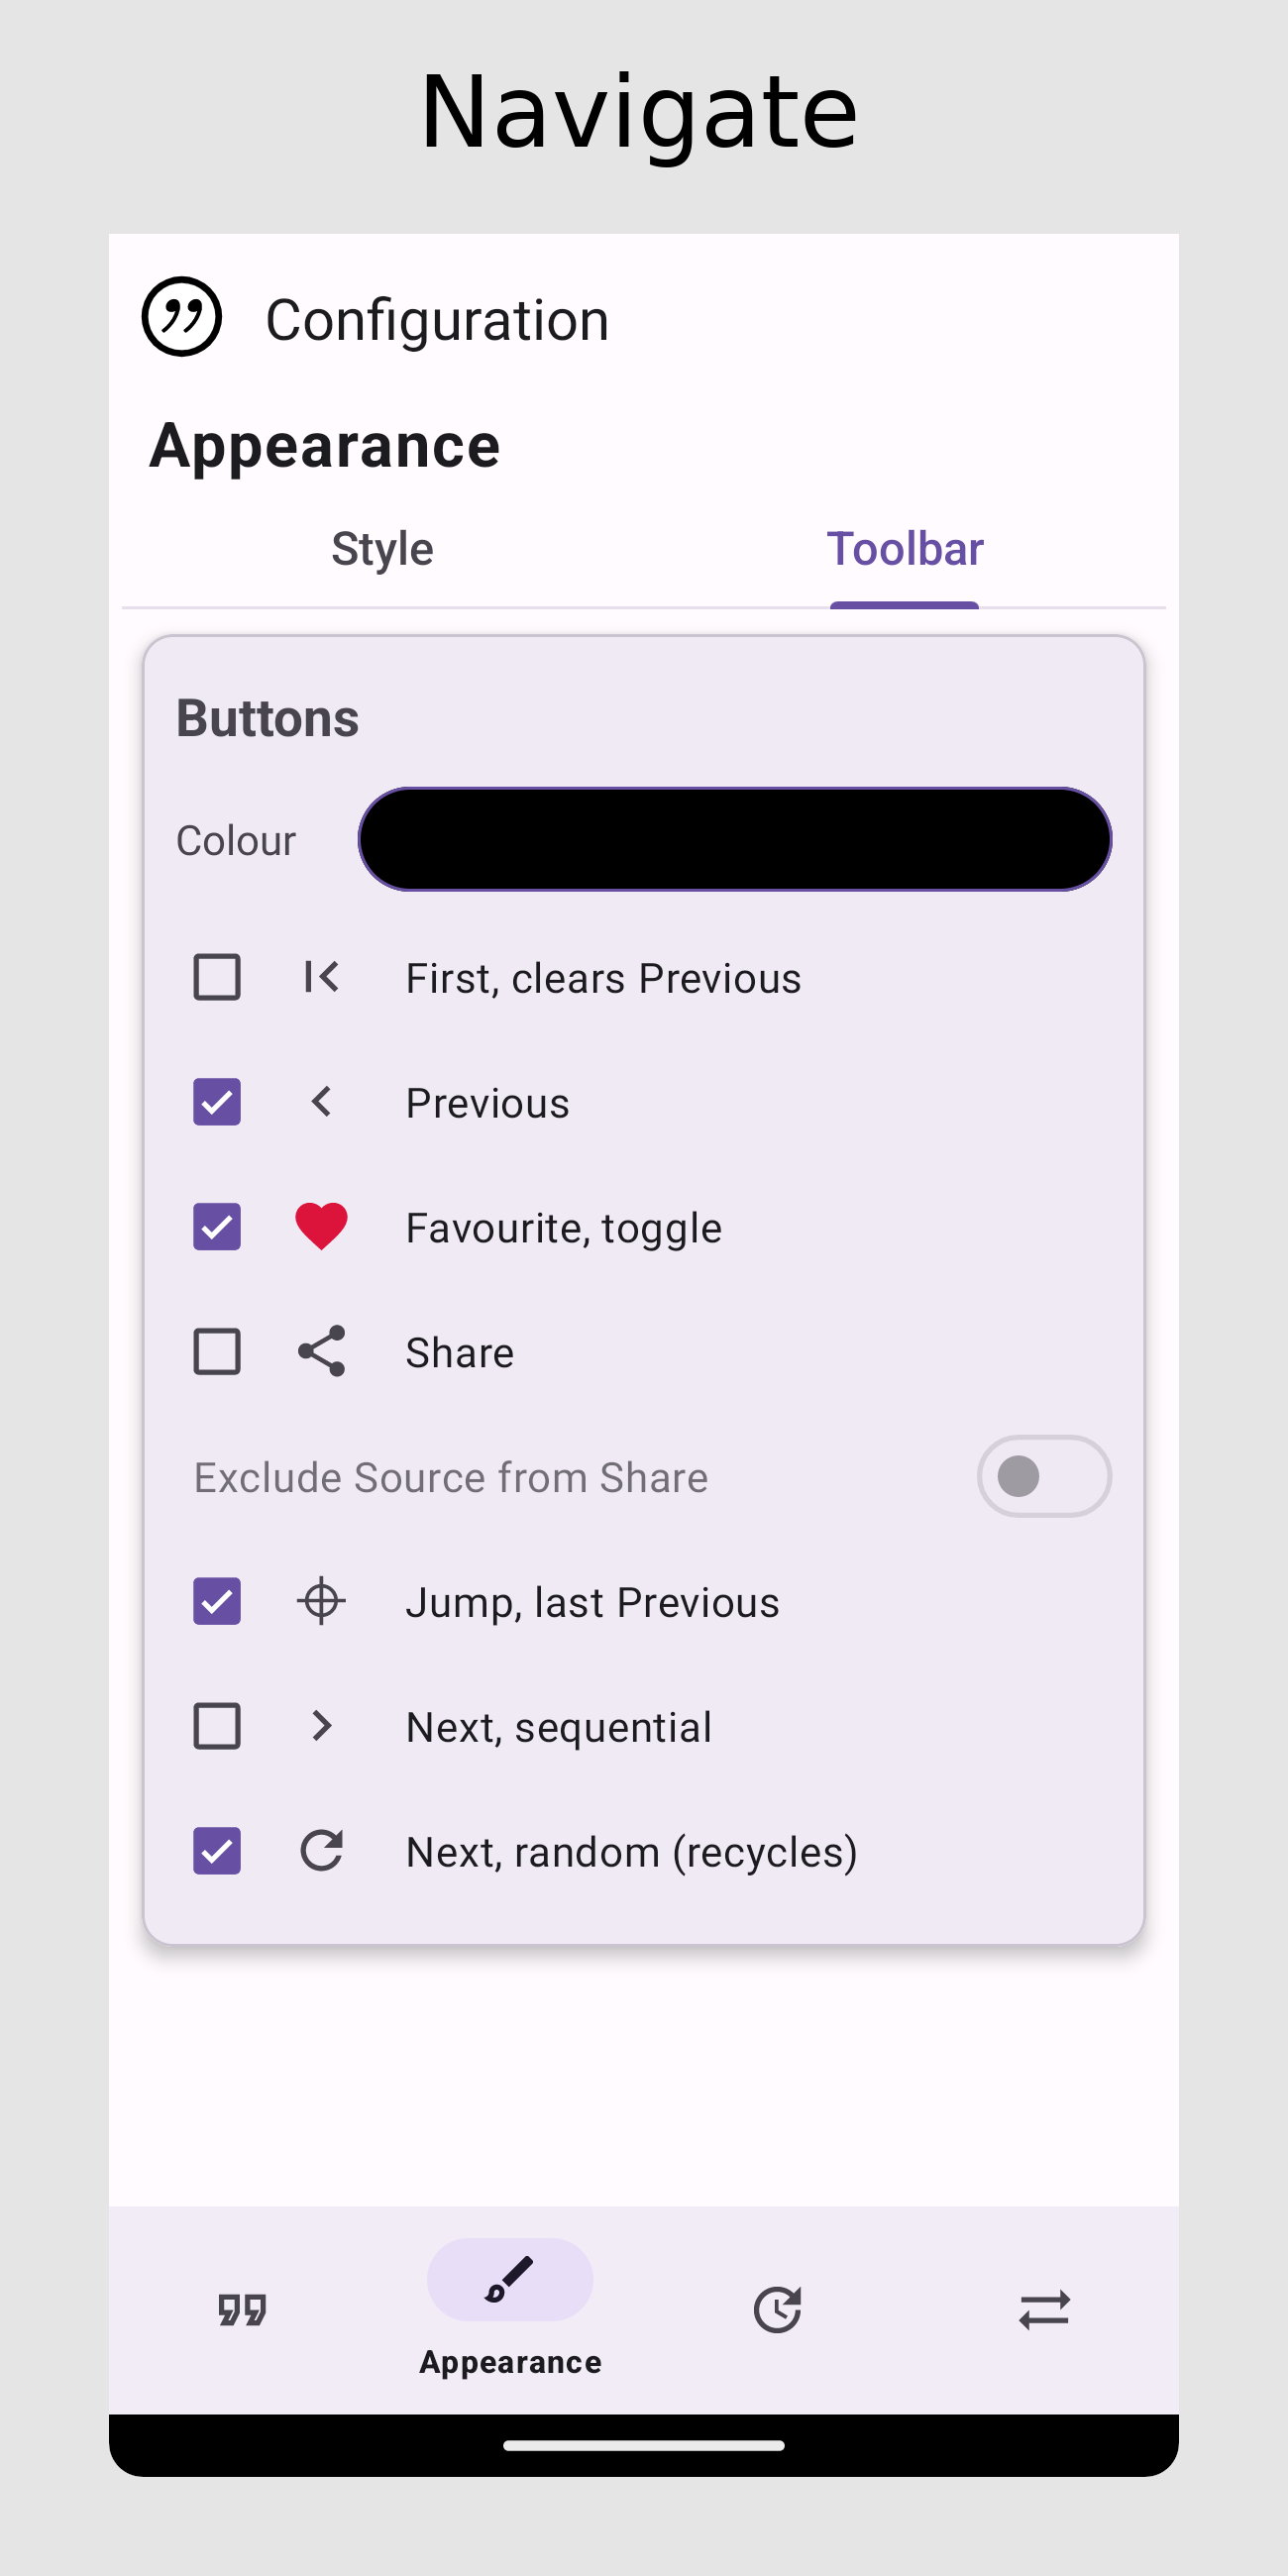 Navigate
Configuration
Appearance
Style
Toolbar
Buttons
Colour
First, clears Previous
Previous
Favourite, toggle
Share
Exclude Source from Share
Jump, last Previous
Next, sequential
Next, random (recycles)
Appearance